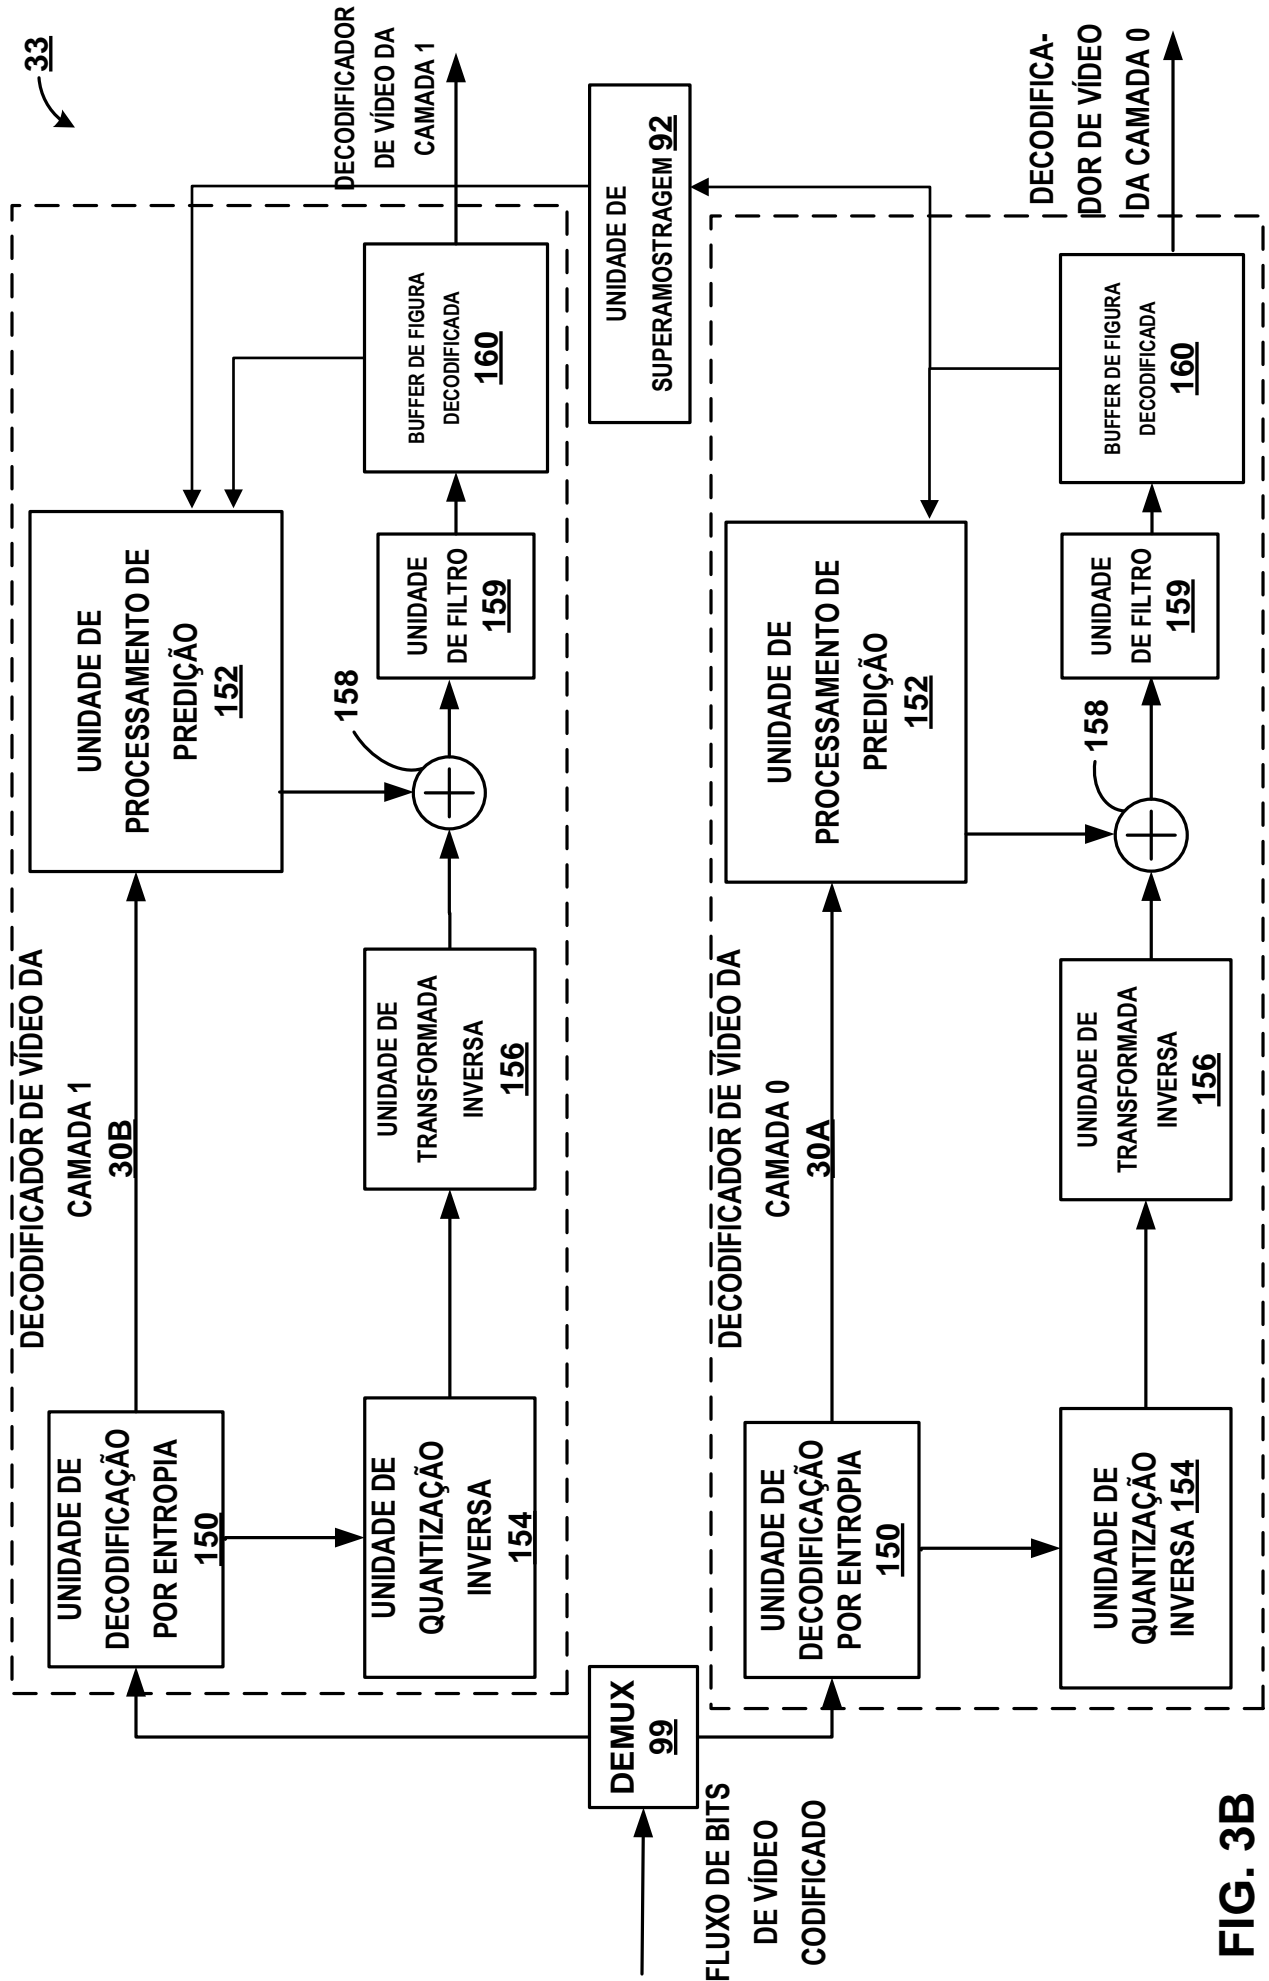 33
DECODIFICADOR DE VÍDEO DA
CAMADA 1
30B
UNIDADE DE
DECODIFICAÇÃO
POR ENTROPIA
150
UNIDADE DE
PROCESSAMENTO DE
PREDIÇÃO
152
UNIDADE DE
QUANTIZAÇÃO
INVERSA
154
UNIDADE DE
TRANSFORMADA
INVERSA
156
158
UNIDADE
DE FILTRO
159
BUFFER DE FIGURA
DECODIFICADA
160
DECODIFICADOR
DE VÍDEO DA
CAMADA 1
DEMUX
99
FLUXO DE BITS
DE VÍDEO
CODIFICADO
UNIDADE DE
SUPERAMOSTRAGEM 92
DECODIFICADOR DE VÍDEO DA
CAMADA 0
30A
UNIDADE DE
DECODIFICAÇÃO
POR ENTROPIA
150
UNIDADE DE
PROCESSAMENTO DE
PREDIÇÃO
152
UNIDADE DE
QUANTIZAÇÃO
INVERSA 154
UNIDADE DE
TRANSFORMADA
INVERSA
156
158
UNIDADE
DE FILTRO
159
BUFFER DE FIGURA
DECODIFICADA
160
DECODIFICA-
DOR DE VÍDEO
DA CAMADA 0
FIG. 3B